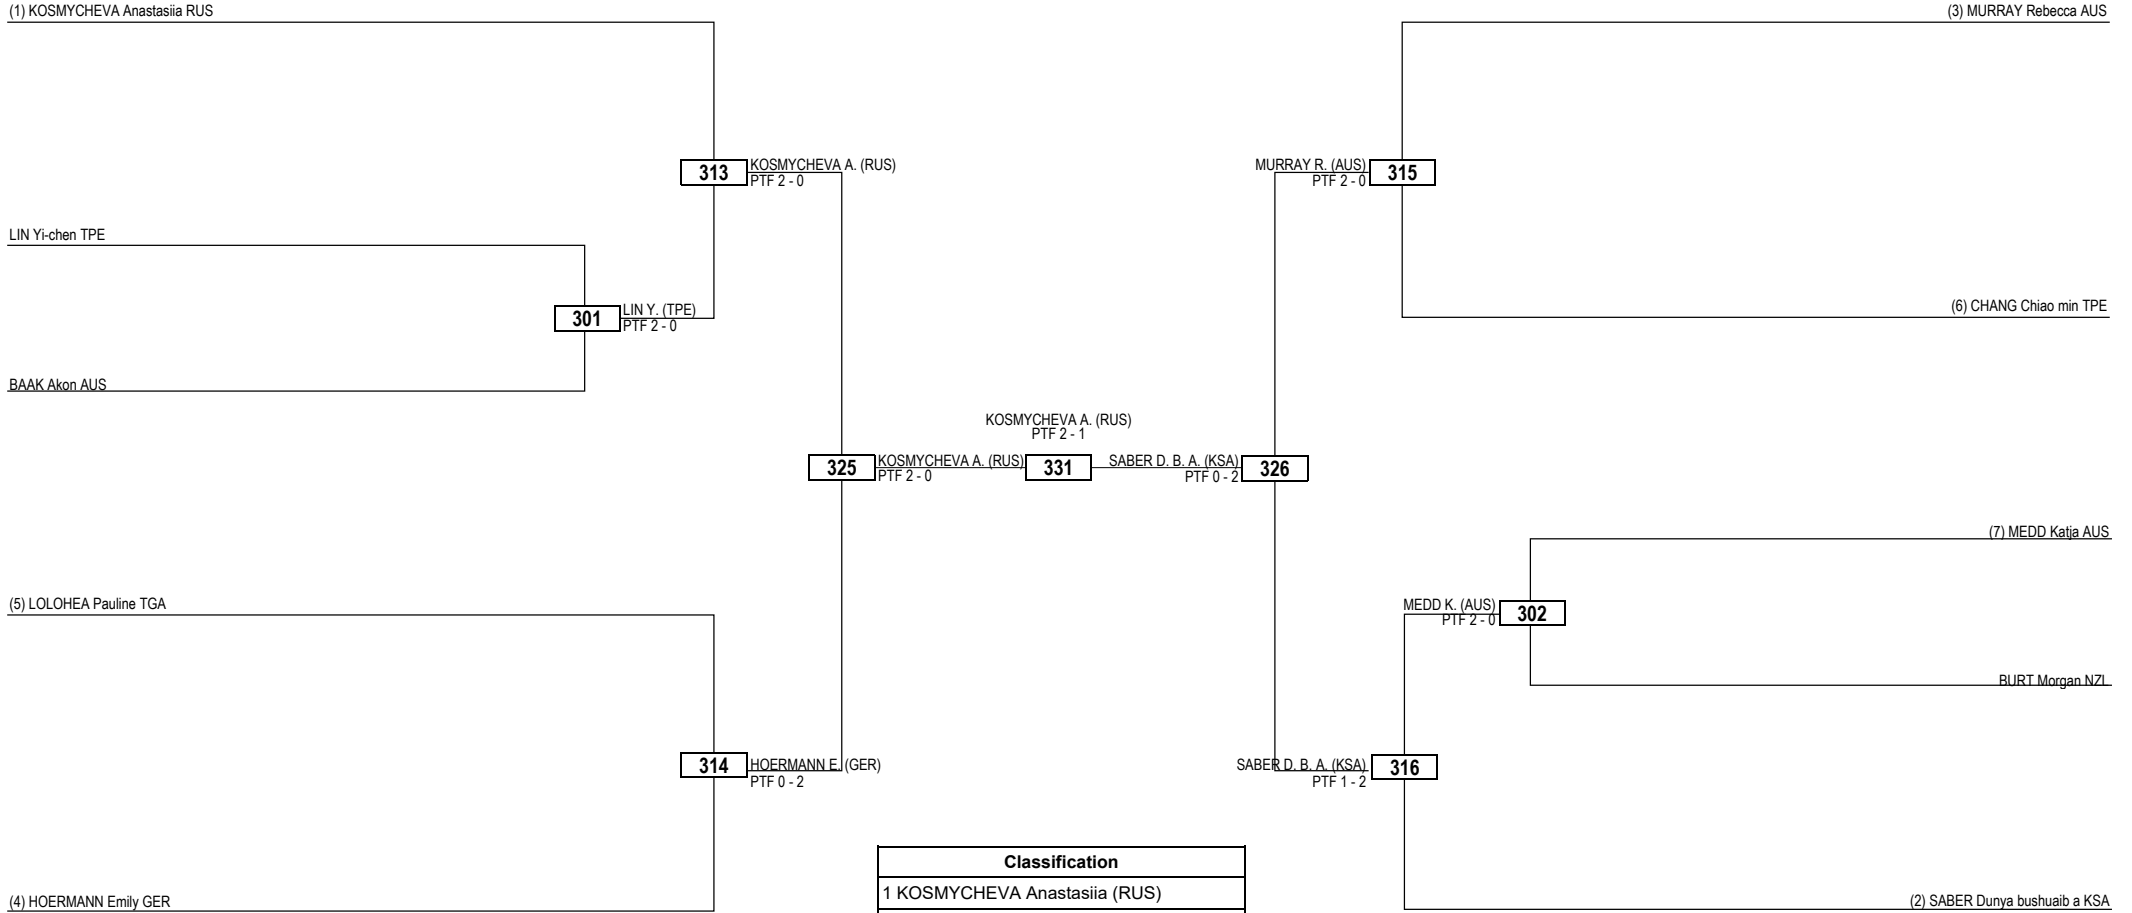 (1) KOSMYCHEVA Anastasiia RUS
(3) MURRAY Rebecca AUS
313
KOSMYCHEVA A. (RUS)
PTF 2 - 0
MURRAY R. (AUS)
PTF 2 - 0
315
LIN Yi-chen TPE
301
LIN Y. (TPE)
PTF 2 - 0
(6) CHANG Chiao min TPE
BAAK Akon AUS
KOSMYCHEVA A. (RUS)
PTF 2 - 1
325
KOSMYCHEVA A. (RUS)
PTF 2 - 0
331
SABER D. B. A. (KSA)
PTF 0 - 2
326
(7) MEDD Katja AUS
(5) LOLOHEA Pauline TGA
MEDD K. (AUS)
PTF 2 - 0
302
BURT Morgan NZL
314
HOERMANN E. (GER)
PTF 0 - 2
SABER D. B. A. (KSA)
PTF 1 - 2
316
Classification
1 KOSMYCHEVA Anastasiia (RUS)
(4) HOERMANN Emily GER
(2) SABER Dunya bushuaib a KSA